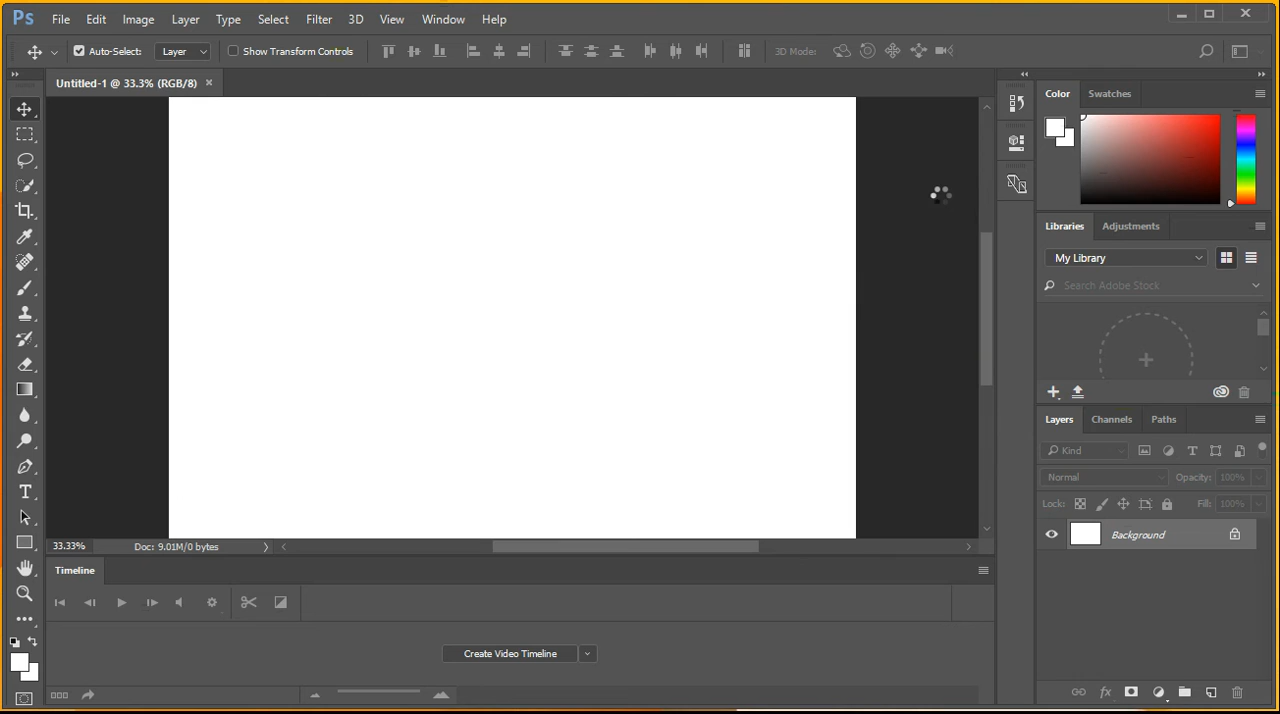 Ps File Edit Image Layer Type Select Filter 3D View Window Help
Auto-Select: Layer Show Transform Controls 3D Mode:
Untitled-1 @ 33.3% (RGB/8) ×
Color Swatches
Libraries Adjustments
My Library
Search Adobe Stock
Layers Channels Paths
Kind
Normal Opacity: 100%
Lock: Fill: 100%
Background
33.33% Doc: 9.01M/0 bytes
Timeline
Create Video Timeline